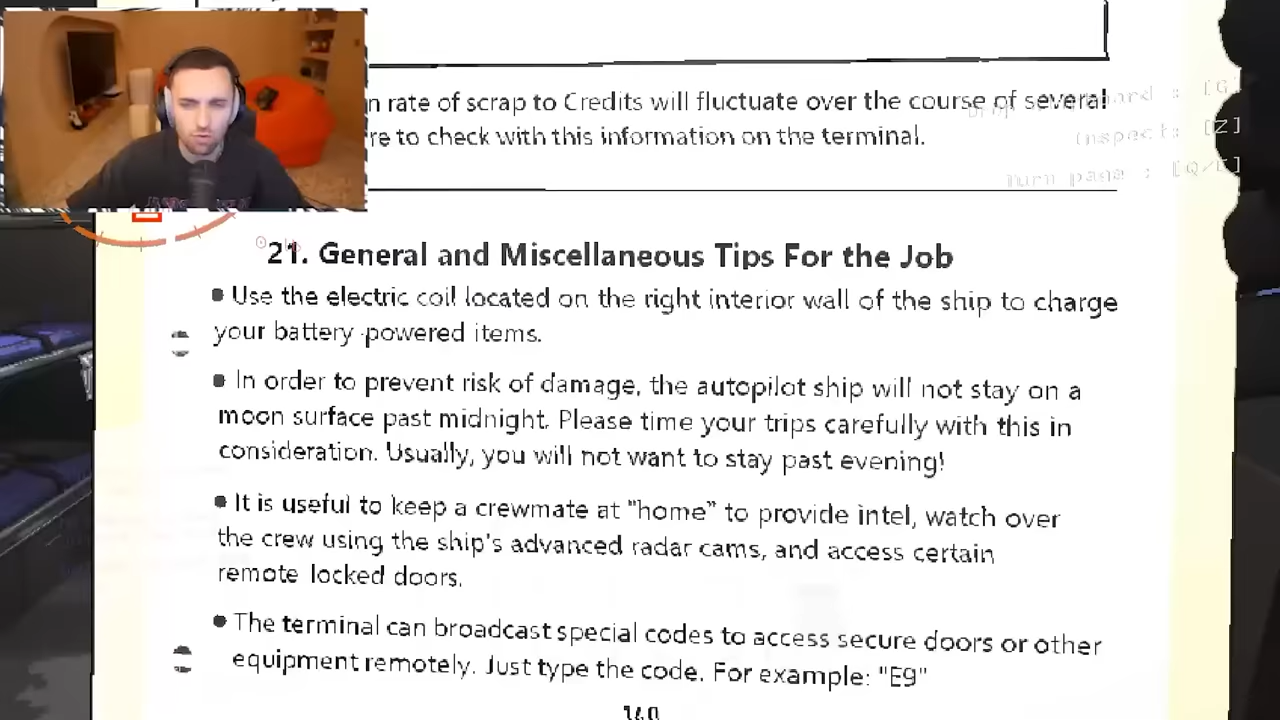 n rate of scrap to Credits will fluctuate over the course of several
re to check with this information on the terminal.
: [G]
Inspect: [Z]
Turn page : [Q/E]
21. General and Miscellaneous Tips For the Job
● Use the electric coil located on the right interior wall of the ship to charge
your battery-powered items.
● In order to prevent risk of damage, the autopilot ship will not stay on a
moon surface past midnight. Please time your trips carefully with this in
consideration. Usually, you will not want to stay past evening!
● It is useful to keep a crewmate at "home" to provide intel, watch over
the crew using the ship's advanced radar cams, and access certain
remote locked doors.
● The terminal can broadcast special codes to access secure doors or other
equipment remotely. Just type the code. For example: "E9"